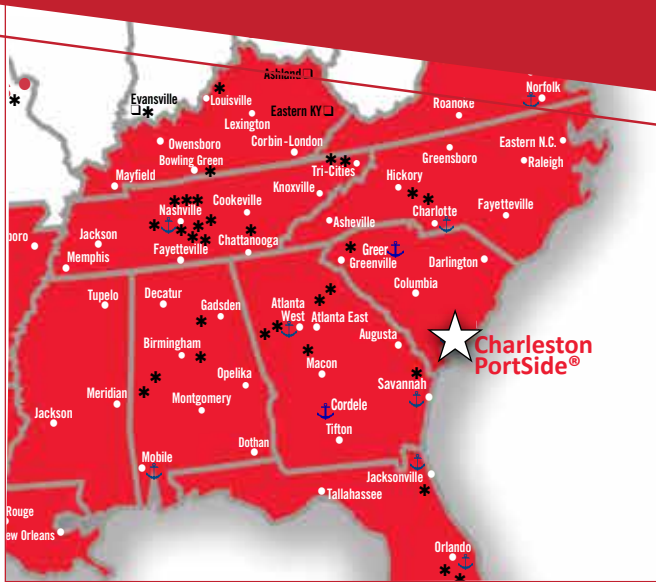 Ashland
Evansville
Louisville
Norfolk
Eastern KY
Roanoke
Lexington
Owensboro
Corbin-London
Eastern N.C.
Bowling Green
Greensboro
Raleigh
Tri-Cities
Mayfield
Hickory
Knoxville
Cookeville
Nashville
Charlotte
Fayetteville
Asheville
boro
Jackson
Chattanooga
Fayetteville
Greer
Memphis
Greenville
Darlington
Columbia
Tupelo
Decatur
Gadsden
Atlanta
West
Atlanta East
Augusta
Birmingham
Charleston
PortSide®
Macon
Opelika
Savannah
Meridian
Montgomery
Cordele
Jackson
Tifton
Dothan
Mobile
Jacksonville
Tallahassee
Rouge
ew Orleans
Orlando